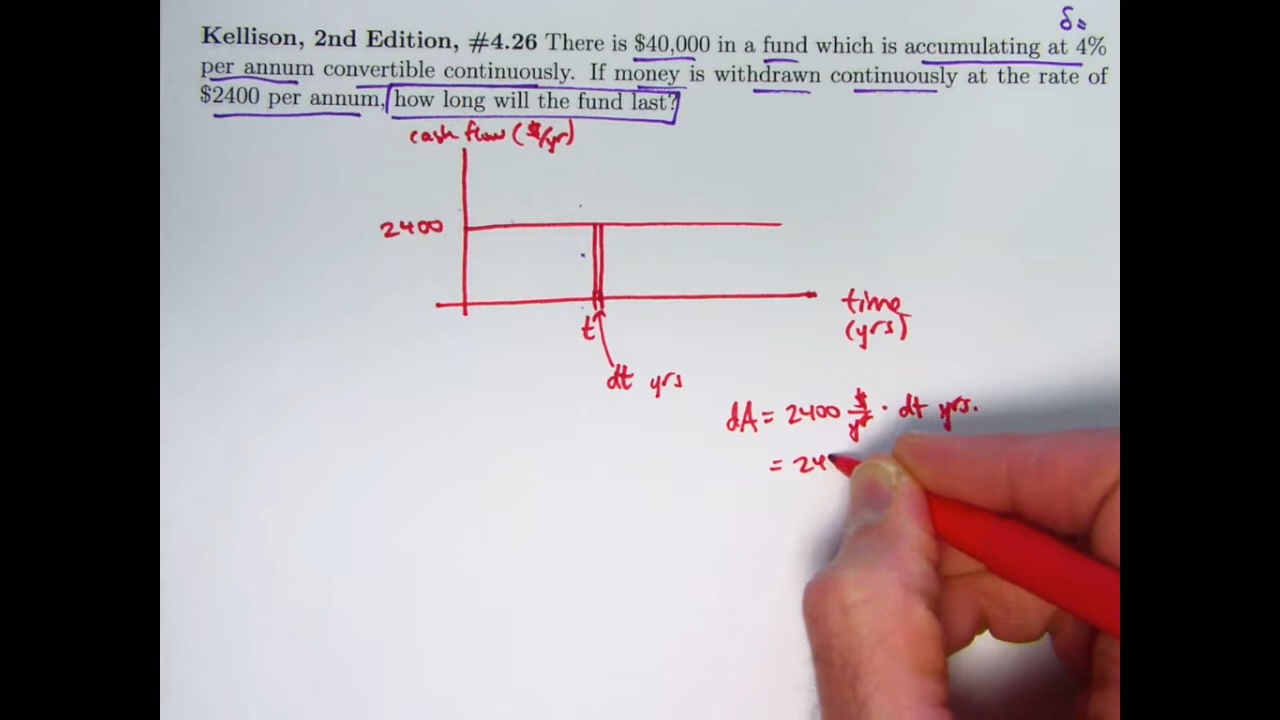 δ=
Kellison, 2nd Edition, #4.26 There is $40,000 in a fund which is accumulating at 4%
per annum convertible continuously. If money is withdrawn continuously at the rate of
$2400 per annum, how long will the fund last?
cash flow ($/yr)
2400
time
(yrs)
t
dt yrs
dA = 2400 $/yr · dt yrs.
= 24